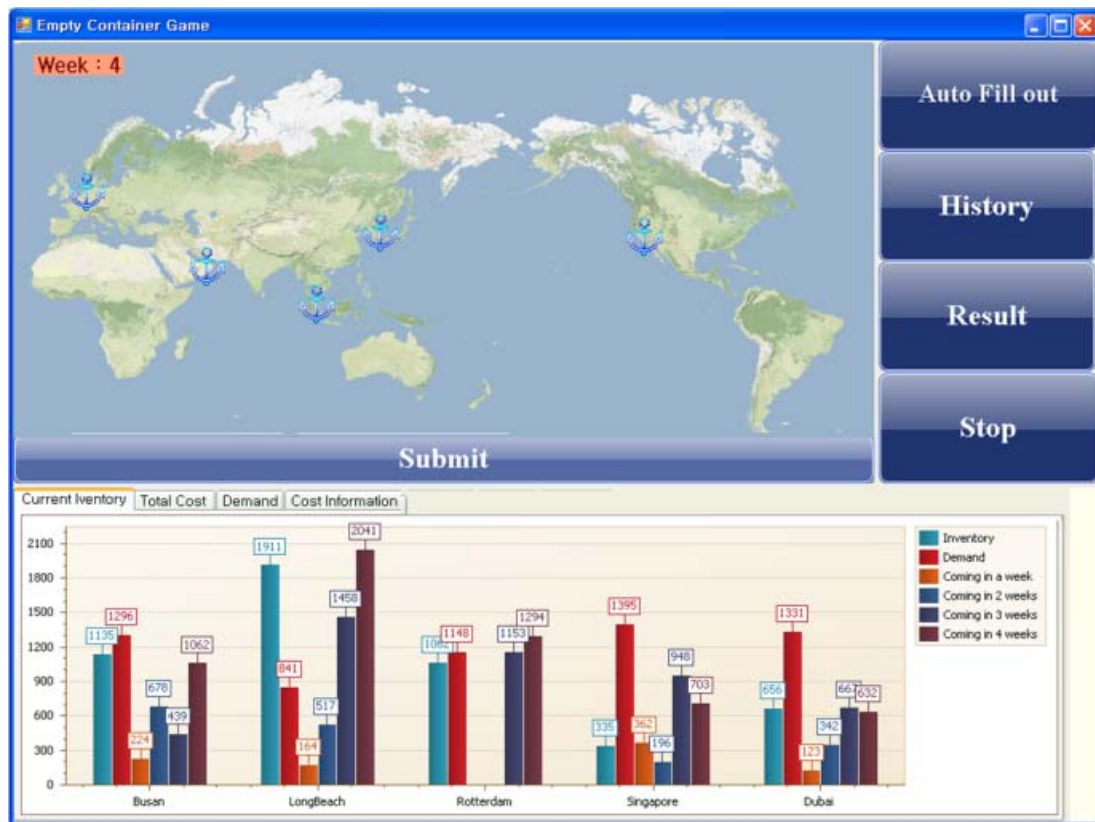 Empty Container Game
Week : 4
Auto Fill out
History
Result
Stop
Submit
Current Iventory Total Cost Demand Cost Information
2100
1800
1500
1200
900
600
300
0
1135 1296 224 678 439 1062
1911 841 164 517 1458 2041
1062 1148 1153 1294
335 1395 362 196 948 703
656 1331 123 342 667 632
Busan LongBeach Rotterdam Singapore Dubai
Inventory
Demand
Coming in a week
Coming in 2 weeks
Coming in 3 weeks
Coming in 4 weeks